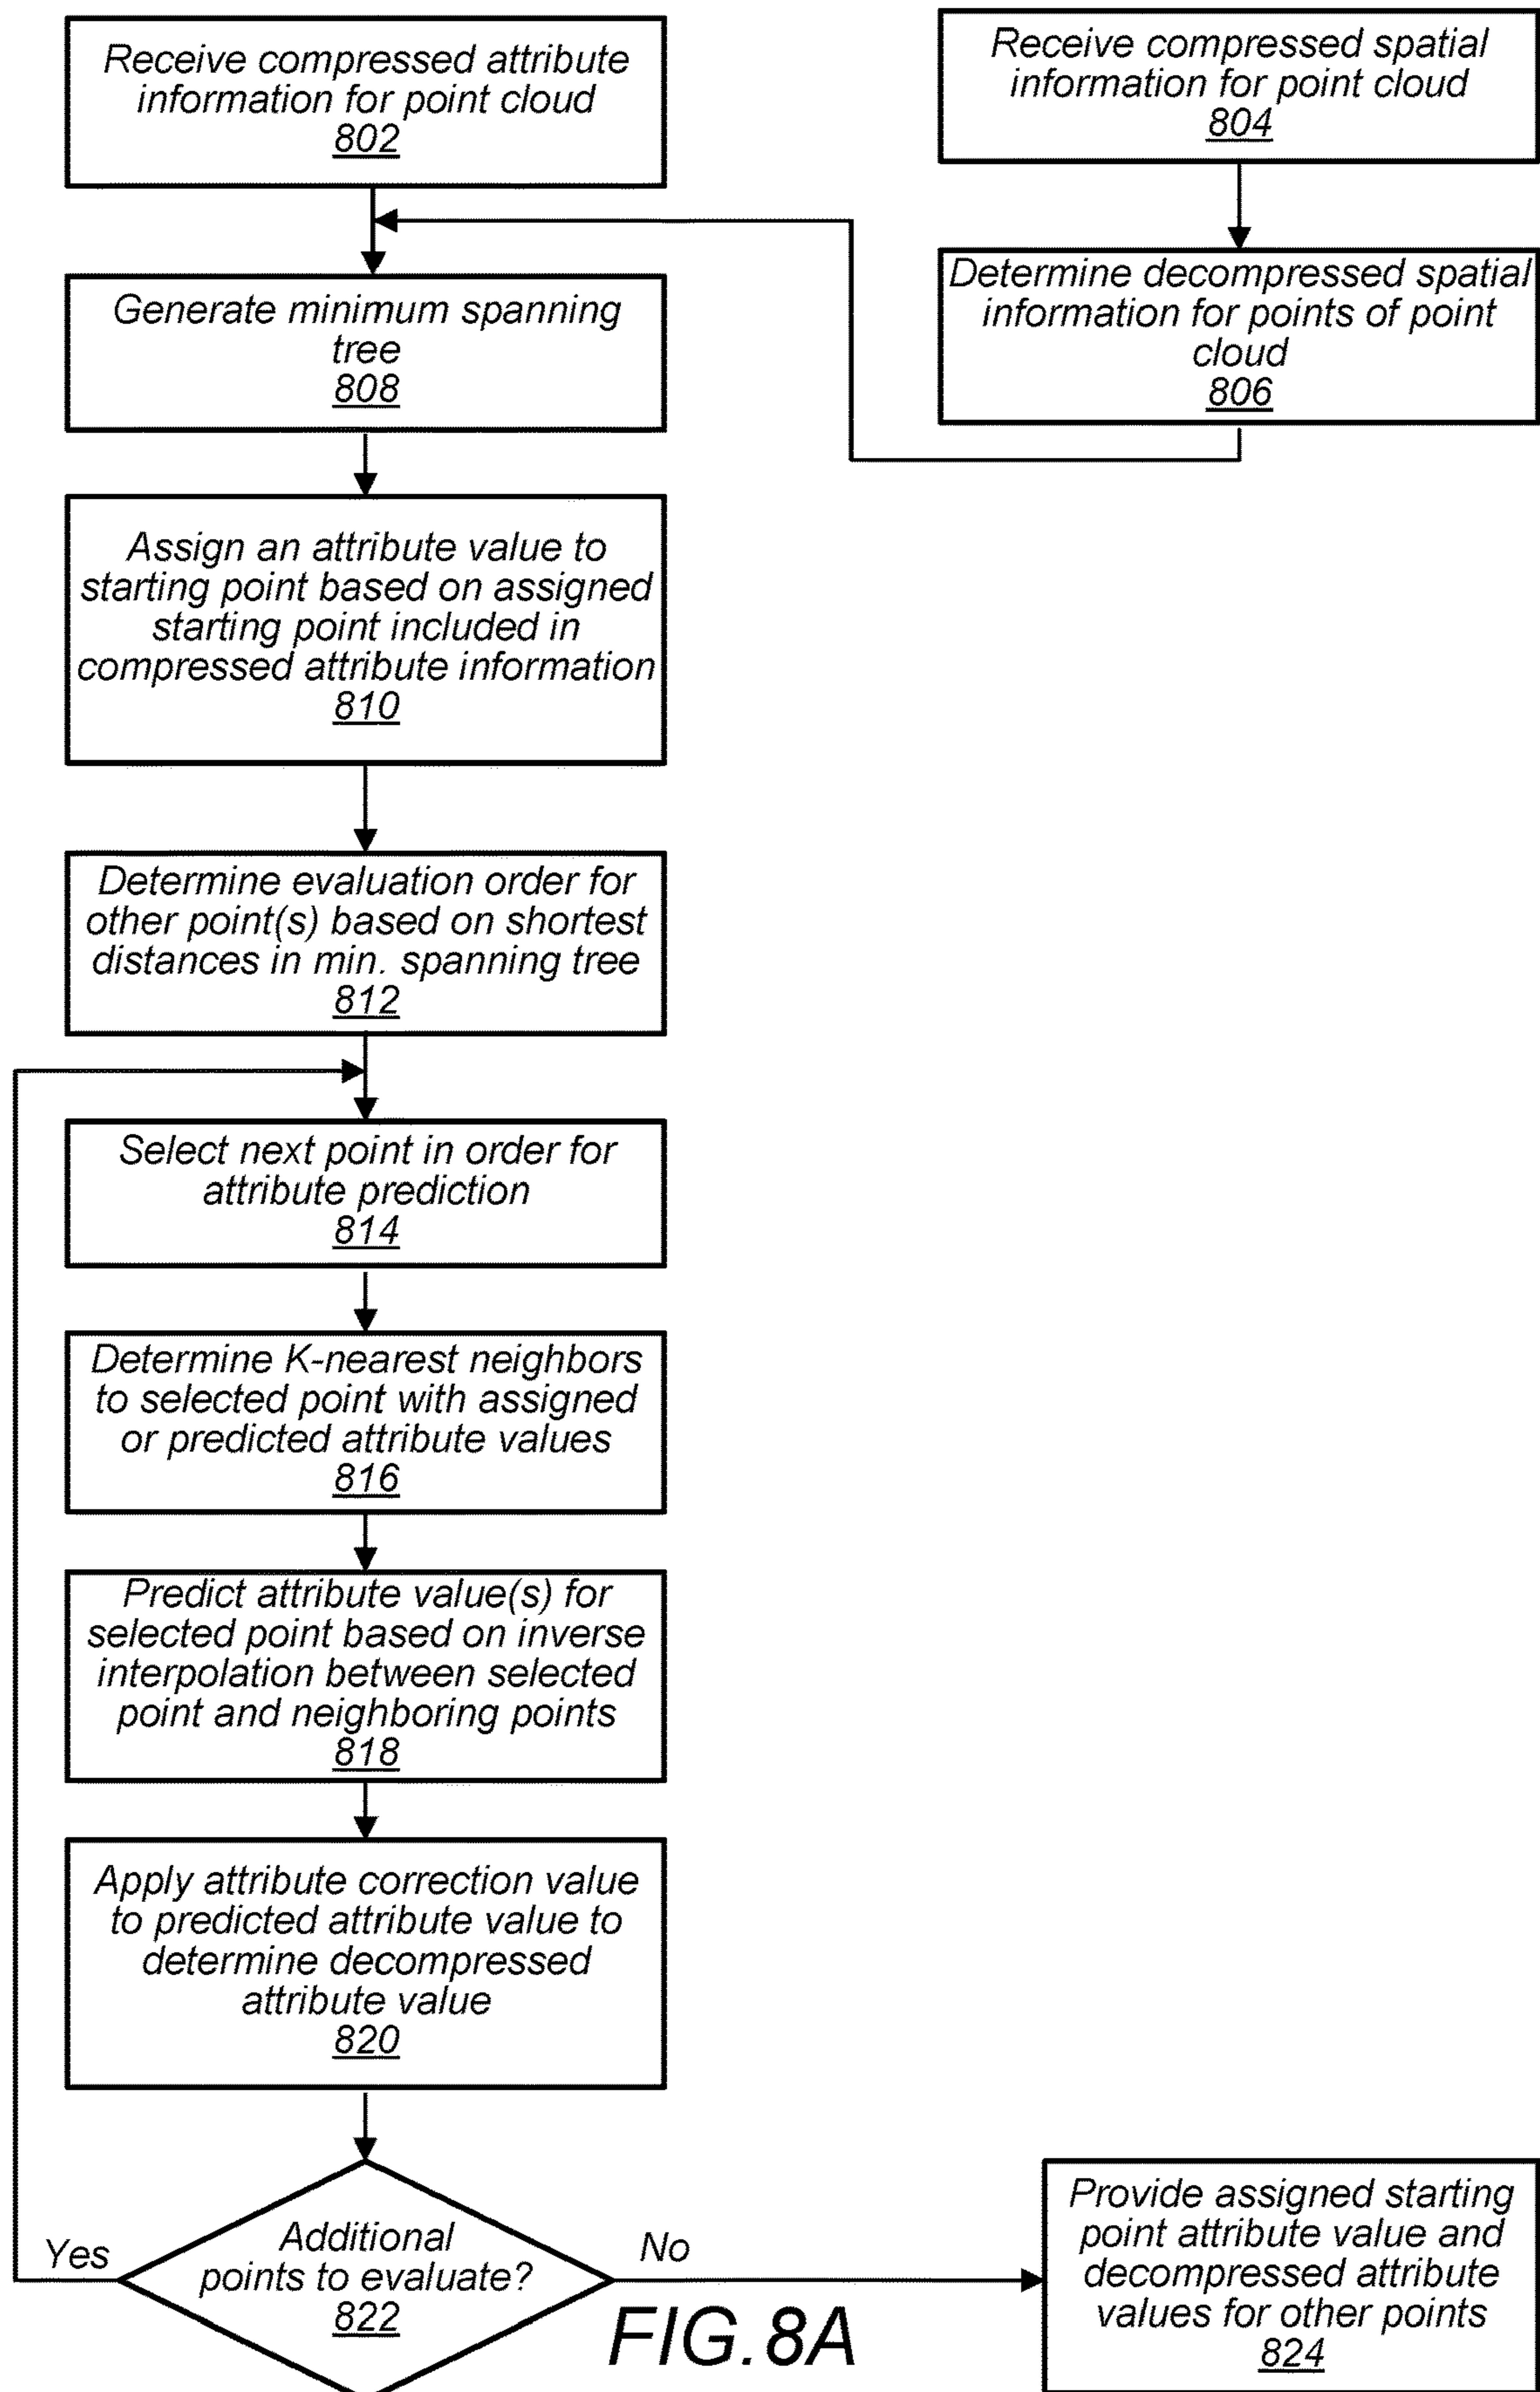 Receive compressed attribute
information for point cloud
802
Receive compressed spatial
information for point cloud
804
Determine decompressed spatial
information for points of point
cloud
806
Generate minimum spanning
tree
808
Assign an attribute value to
starting point based on assigned
starting point included in
compressed attribute information
810
Determine evaluation order for
other point(s) based on shortest
distances in min. spanning tree
812
Select next point in order for
attribute prediction
814
Determine K-nearest neighbors
to selected point with assigned
or predicted attribute values
816
Predict attribute value(s) for
selected point based on inverse
interpolation between selected
point and neighboring points
818
Apply attribute correction value
to predicted attribute value to
determine decompressed
attribute value
820
Additional
points to evaluate?
822
Yes
No
Provide assigned starting
point attribute value and
decompressed attribute
values for other points
824
FIG. 8A